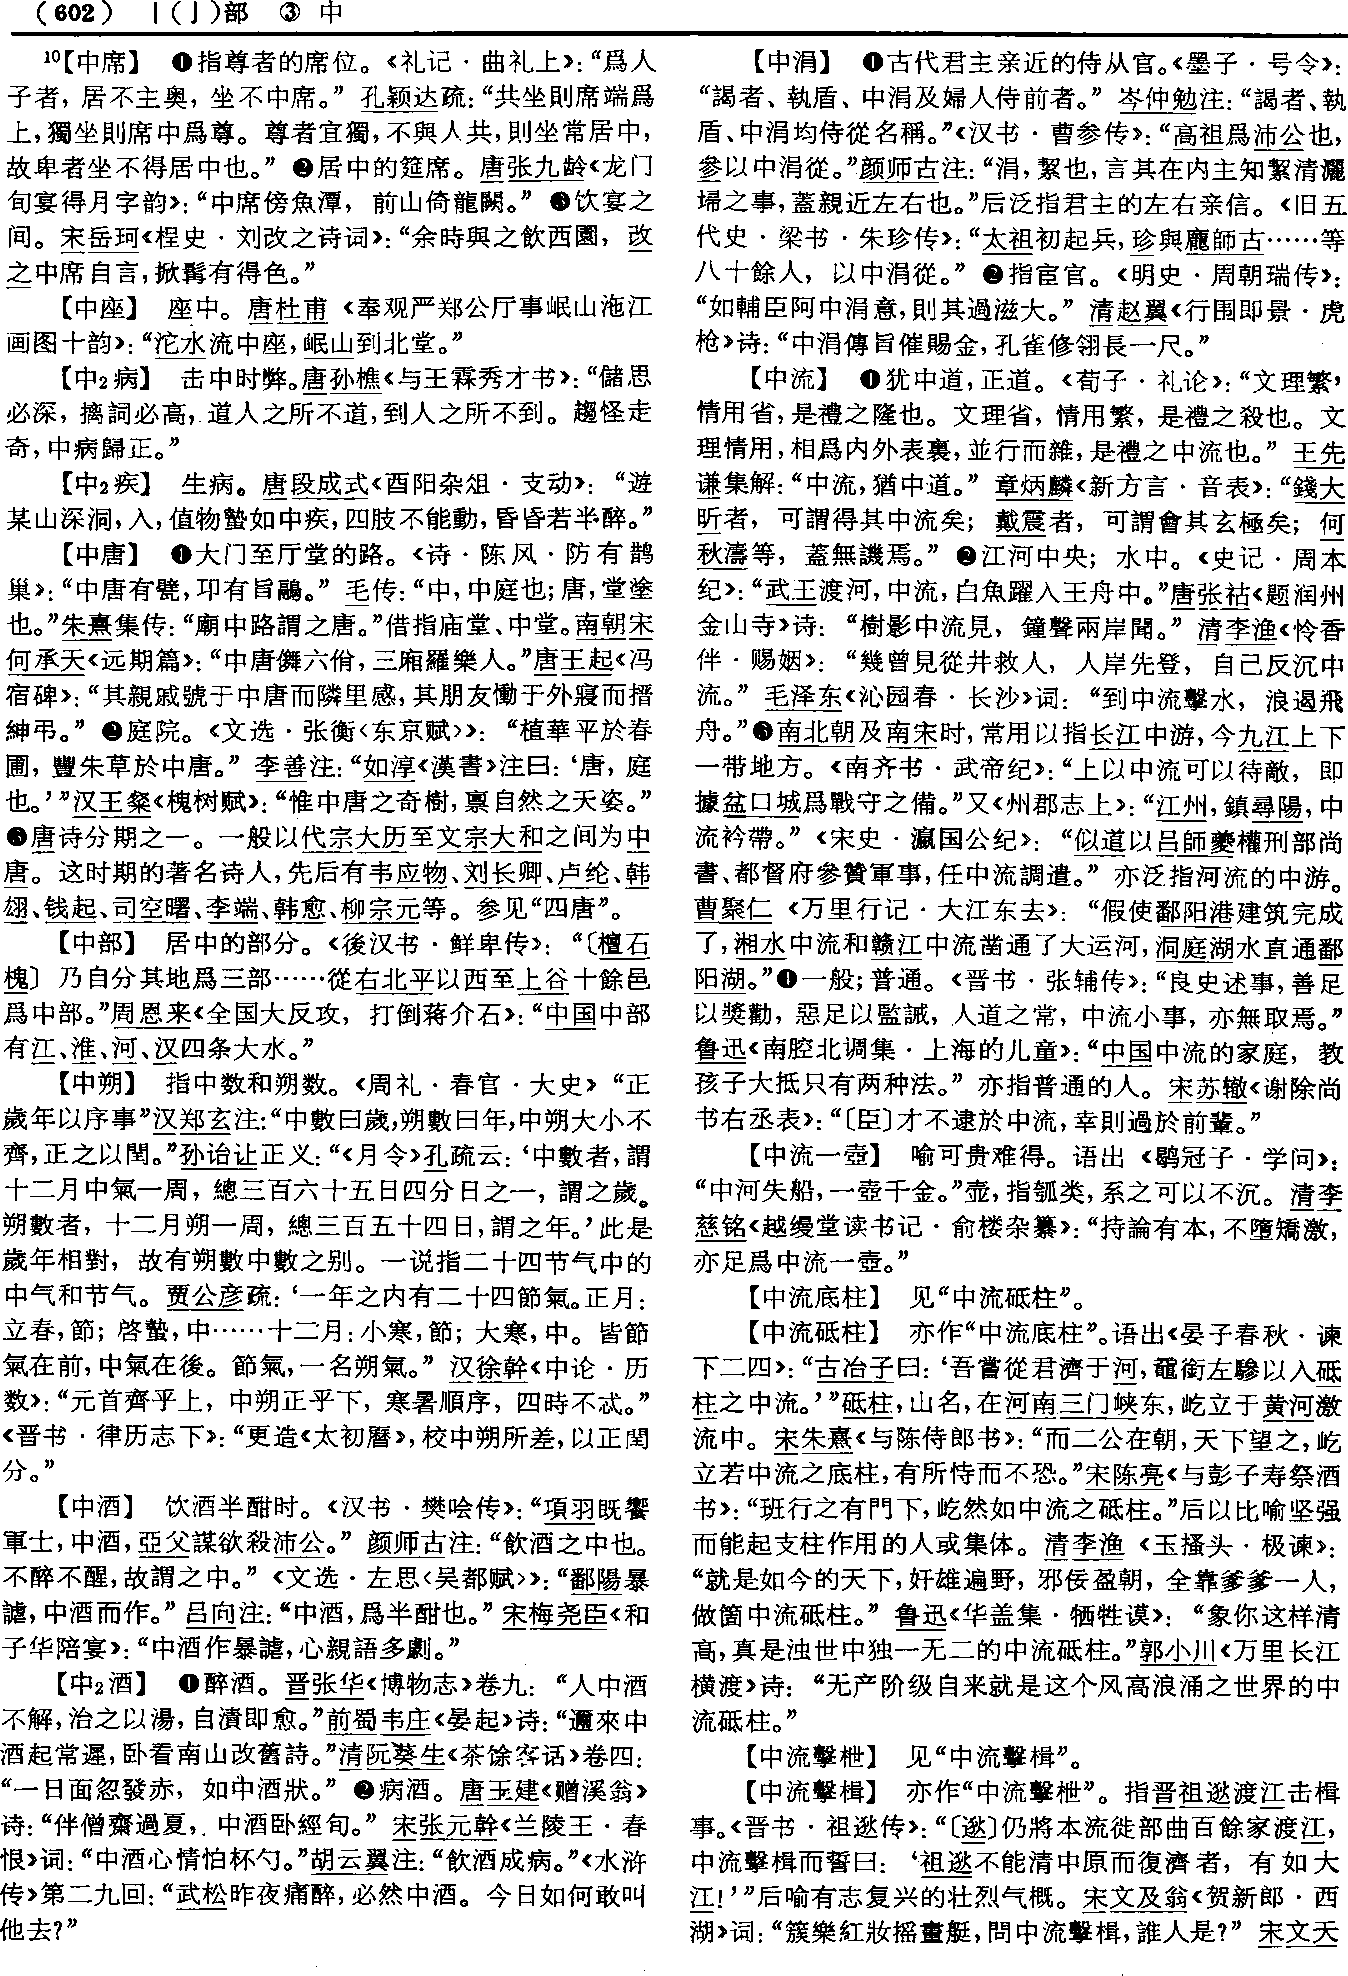 （602） 丨（亅）部 ③ 中
¹⁰【中席】 ❶指尊者的席位。《礼记·曲礼上》：“爲人
子者，居不主奥，坐不中席。”孔颖达疏：“共坐則席端爲
上，獨坐則席中爲尊。尊者宜獨，不與人共，則坐常居中，
故卑者坐不得居中也。”❷居中的筵席。唐张九龄《龙门
旬宴得月字韵》：“中席傍魚潭，前山倚龍闕。”❸饮宴之
间。宋岳珂《桯史·刘改之诗词》：“余時與之飲西園，改
之中席自言，掀髯有得色。”
【中座】 座中。唐杜甫《奉观严郑公厅事岷山沲江
画图十韵》：“沱水流中座，岷山到北堂。”
【中₂病】 击中时弊。唐孙樵《与王霖秀才书》：“儲思
必深，摛詞必高，道人之所不道，到人之所不到。趨怪走
奇，中病歸正。”
【中₂疾】 生病。唐段成式《酉阳杂俎·支动》：“遊
某山深洞，入，值物蟄如中疾，四肢不能動，昏昏若半醉。”
【中唐】 ❶大门至厅堂的路。《诗·陈风·防有鹊
巢》：“中唐有甓，卭有旨鷊。”毛传：“中，中庭也；唐，堂塗
也。”朱熹集传：“廟中路謂之唐。”借指庙堂、中堂。南朝宋
何承天《远期篇》：“中唐儛六佾，三廂羅樂人。”唐王起《冯
宿碑》：“其親戚號于中唐而隣里感，其朋友慟于外寢而搢
紳弔。”❷庭院。《文选·张衡〈东京赋〉》：“植華平於春
圃，豐朱草於中唐。”李善注：“如淳《漢書》注曰：‘唐，庭
也。’”汉王粲《槐树赋》：“惟中唐之奇樹，禀自然之天姿。”
❸唐诗分期之一。一般以代宗大历至文宗大和之间为中
唐。这时期的著名诗人，先后有韦应物、刘长卿、卢纶、韩
翃、钱起、司空曙、李端、韩愈、柳宗元等。参见“四唐”。
【中部】 居中的部分。《後汉书·鲜卑传》：“〔檀石
槐〕乃自分其地爲三部……從右北平以西至上谷十餘邑
爲中部。”周恩来《全国大反攻，打倒蒋介石》：“中国中部
有江、淮、河、汉四条大水。”
【中朔】 指中数和朔数。《周礼·春官·大史》“正
歲年以序事”汉郑玄注：“中數曰歲，朔數曰年，中朔大小不
齊，正之以閏。”孙诒让正义：“《月令》孔疏云：‘中數者，謂
十二月中氣一周，總三百六十五日四分日之一，謂之歲。
朔數者，十二月朔一周，總三百五十四日，謂之年。’此是
歲年相對，故有朔數中數之别。一说指二十四节气中的
中气和节气。贾公彦疏：‘一年之内有二十四節氣。正月：
立春，節；啓蟄，中……十二月：小寒，節；大寒，中。皆節
氣在前，中氣在後。節氣，一名朔氣。”汉徐幹《中论·历
数》：“元首齊乎上，中朔正乎下，寒暑順序，四時不忒。”
《晋书·律历志下》：“更造《太初曆》，校中朔所差，以正閏
分。”
【中酒】 饮酒半酣时。《汉书·樊哙传》：“項羽既饗
軍士，中酒，亞父謀欲殺沛公。”颜师古注：“飲酒之中也。
不醉不醒，故謂之中。”《文选·左思〈吴都赋〉》：“鄱陽暴
謔，中酒而作。”吕向注：“中酒，爲半酣也。”宋梅尧臣《和
子华陪宴》：“中酒作暴謔，心親語多劇。”
【中₂酒】 ❶醉酒。晋张华《博物志》卷九：“人中酒
不解，治之以湯，自漬即愈。”前蜀韦庄《晏起》诗：“邇來中
酒起常遲，卧看南山改舊詩。”清阮葵生《茶馀客话》卷四：
“一日面忽發赤，如中酒狀。”❷病酒。唐王建《赠溪翁》
诗：“伴僧齋過夏，中酒卧經旬。”宋张元幹《兰陵王·春
恨》词：“中酒心情怕杯勺。”胡云翼注：“飲酒成病。”《水浒
传》第二九回：“武松昨夜痛醉，必然中酒。今日如何敢叫
他去？”
【中涓】 ❶古代君主亲近的侍从官。《墨子·号令》：
“謁者、執盾、中涓及婦人侍前者。”岑仲勉注：“謁者、執
盾、中涓均侍從名稱。”《汉书·曹参传》：“高祖爲沛公也，
參以中涓從。”颜师古注：“涓，絜也，言其在内主知絜清灑
埽之事，蓋親近左右也。”后泛指君主的左右亲信。《旧五
代史·梁书·朱珍传》：“太祖初起兵，珍與龐師古……等
八十餘人，以中涓從。”❷指宦官。《明史·周朝瑞传》：
“如輔臣阿中涓意，則其過滋大。”清赵翼《行围即景·虎
枪》诗：“中涓傳旨催賜金，孔雀修翎長一尺。”
【中流】 ❶犹中道，正道。《荀子·礼论》：“文理繁，
情用省，是禮之隆也。文理省，情用繁，是禮之殺也。文
理情用，相爲内外表裏，並行而雜，是禮之中流也。”王先
谦集解：“中流，猶中道。”章炳麟《新方言·音表》：“錢大
昕者，可謂得其中流矣；戴震者，可謂會其玄極矣；何
秋濤等，蓋無譏焉。”❷江河中央；水中。《史记·周本
纪》：“武王渡河，中流，白魚躍入王舟中。”唐张祜《题润州
金山寺》诗：“樹影中流見，鐘聲兩岸聞。”清李渔《怜香
伴·赐姻》：“幾曾見從井救人，人岸先登，自己反沉中
流。”毛泽东《沁园春·长沙》词：“到中流擊水，浪遏飛
舟。”❸南北朝及南宋时，常用以指长江中游，今九江上下
一带地方。《南齐书·武帝纪》：“上以中流可以待敵，即
據盆口城爲戰守之備。”又《州郡志上》：“江州，鎮尋陽，中
流衿帶。”《宋史·瀛国公纪》：“似道以吕師夔權刑部尚
書、都督府參贊軍事，任中流調遣。”亦泛指河流的中游。
曹聚仁《万里行记·大江东去》：“假使鄱阳港建筑完成
了，湘水中流和赣江中流凿通了大运河，洞庭湖水直通鄱
阳湖。”❹一般；普通。《晋书·张辅传》：“良史述事，善足
以奬勸，惡足以監誡，人道之常，中流小事，亦無取焉。”
鲁迅《南腔北调集·上海的儿童》：“中国中流的家庭，教
孩子大抵只有两种法。”亦指普通的人。宋苏辙《谢除尚
书右丞表》：“〔臣〕才不逮於中流，幸則過於前輩。”
【中流一壶】 喻可贵难得。语出《鹖冠子·学问》：
“中河失船，一壺千金。”壶，指瓠类，系之可以不沉。清李
慈铭《越缦堂读书记·俞楼杂纂》：“持論有本，不墮矯激，
亦足爲中流一壺。”
【中流底柱】 见“中流砥柱”。
【中流砥柱】 亦作“中流底柱”。语出《晏子春秋·谏
下二四》：“古冶子曰：‘吾嘗從君濟于河，黿銜左驂以入砥
柱之中流。’”砥柱，山名，在河南三门峡东，屹立于黄河激
流中。宋朱熹《与陈侍郎书》：“而二公在朝，天下望之，屹
立若中流之底柱，有所恃而不恐。”宋陈亮《与彭子寿祭酒
书》：“班行之有門下，屹然如中流之砥柱。”后以比喻坚强
而能起支柱作用的人或集体。清李渔《玉搔头·极谏》：
“就是如今的天下，奸雄遍野，邪佞盈朝，全靠爹爹一人，
做箇中流砥柱。”鲁迅《华盖集·牺牲谟》：“象你这样清
高，真是浊世中独一无二的中流砥柱。”郭小川《万里长江
横渡》诗：“无产阶级自来就是这个风高浪涌之世界的中
流砥柱。”
【中流擊枻】 见“中流擊楫”。
【中流擊楫】 亦作“中流擊枻”。指晋祖逖渡江击楫
事。《晋书·祖逖传》：“〔逖〕仍將本流徙部曲百餘家渡江，
中流擊楫而誓曰：‘祖逖不能清中原而復濟者，有如大
江！’”后喻有志复兴的壮烈气概。宋文及翁《贺新郎·西
湖》词：“簇樂紅妝摇畫艇，問中流擊楫，誰人是？”宋文天